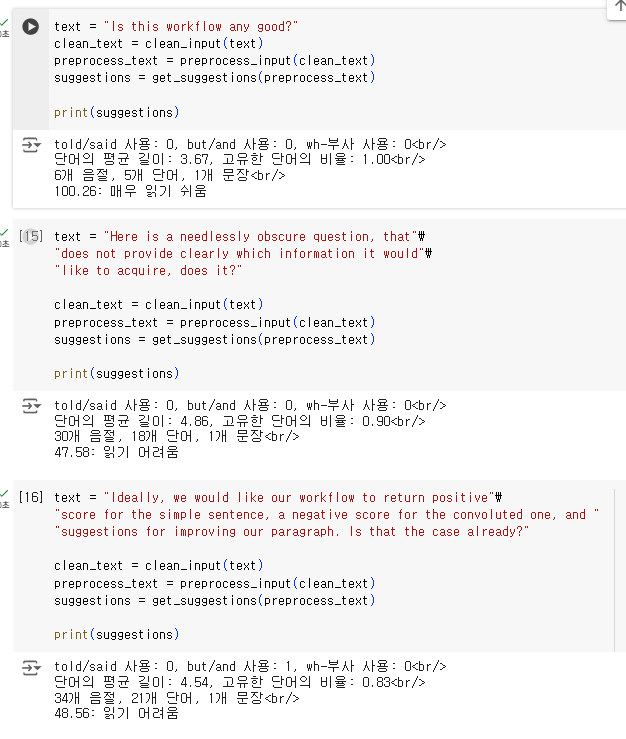 text = "Is this workflow any good?"
clean_text = clean_input(text)
preprocess_text = preprocess_input(clean_text)
suggestions = get_suggestions(preprocess_text)
print(suggestions)
told/said 사용: 0, but/and 사용: 0, wh-부사 사용: 0<br/>
단어의 평균 길이: 3.67, 고유한 단어의 비율: 1.00<br/>
6개 음절, 5개 단어, 1개 문장<br/>
100.26: 매우 읽기 쉬움
[15] text = "Here is a needlessly obscure question, that"₩
"does not provide clearly which information it would"₩
"like to acquire, does it?"
clean_text = clean_input(text)
preprocess_text = preprocess_input(clean_text)
suggestions = get_suggestions(preprocess_text)
print(suggestions)
told/said 사용: 0, but/and 사용: 0, wh-부사 사용: 0<br/>
단어의 평균 길이: 4.86, 고유한 단어의 비율: 0.90<br/>
30개 음절, 18개 단어, 1개 문장<br/>
47.58: 읽기 어려움
[16] text = "Ideally, we would like our workflow to return positive"₩
"score for the simple sentence, a negative score for the convoluted one, and "
"suggestions for improving our paragraph. Is that the case already?"
clean_text = clean_input(text)
preprocess_text = preprocess_input(clean_text)
suggestions = get_suggestions(preprocess_text)
print(suggestions)
told/said 사용: 0, but/and 사용: 1, wh-부사 사용: 0<br/>
단어의 평균 길이: 4.54, 고유한 단어의 비율: 0.83<br/>
34개 음절, 21개 단어, 1개 문장<br/>
48.56: 읽기 어려움